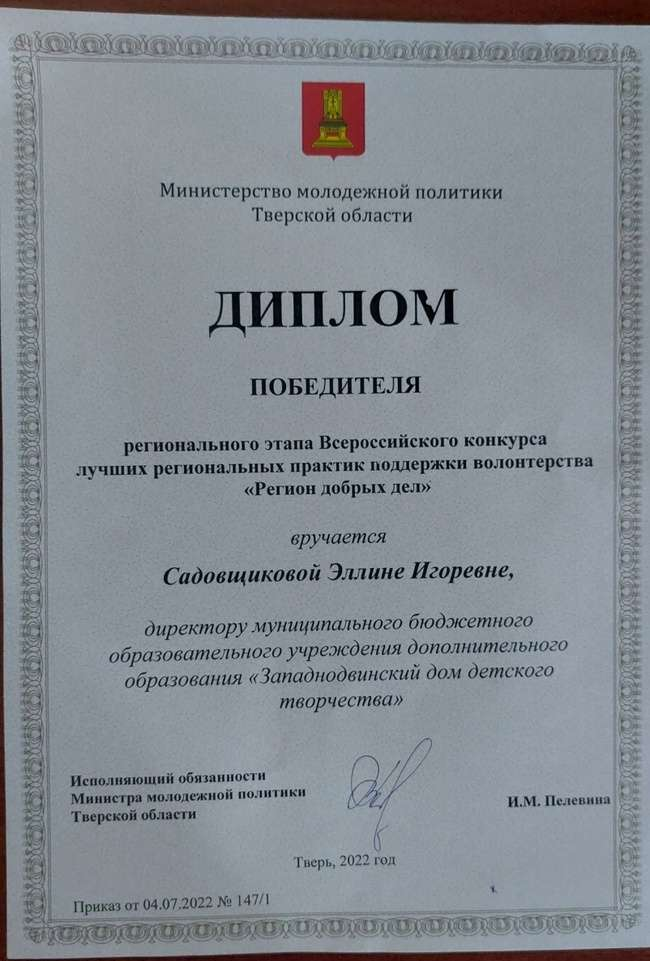 Министерство молодежной политики
Тверской области
ДИПЛОМ
ПОБЕДИТЕЛЯ
регионального этапа Всероссийского конкурса
лучших региональных практик поддержки волонтерства
«Регион добрых дел»
вручается
Садовщиковой Эллине Игоревне,
директору муниципального бюджетного
образовательного учреждения дополнительного
образования «Западнодвинский дом детского
творчества»
Исполняющий обязанности
Министра молодежной политики
Тверской области
И.М. Пелевина
Тверь, 2022 год
Приказ от 04.07.2022 № 147/1